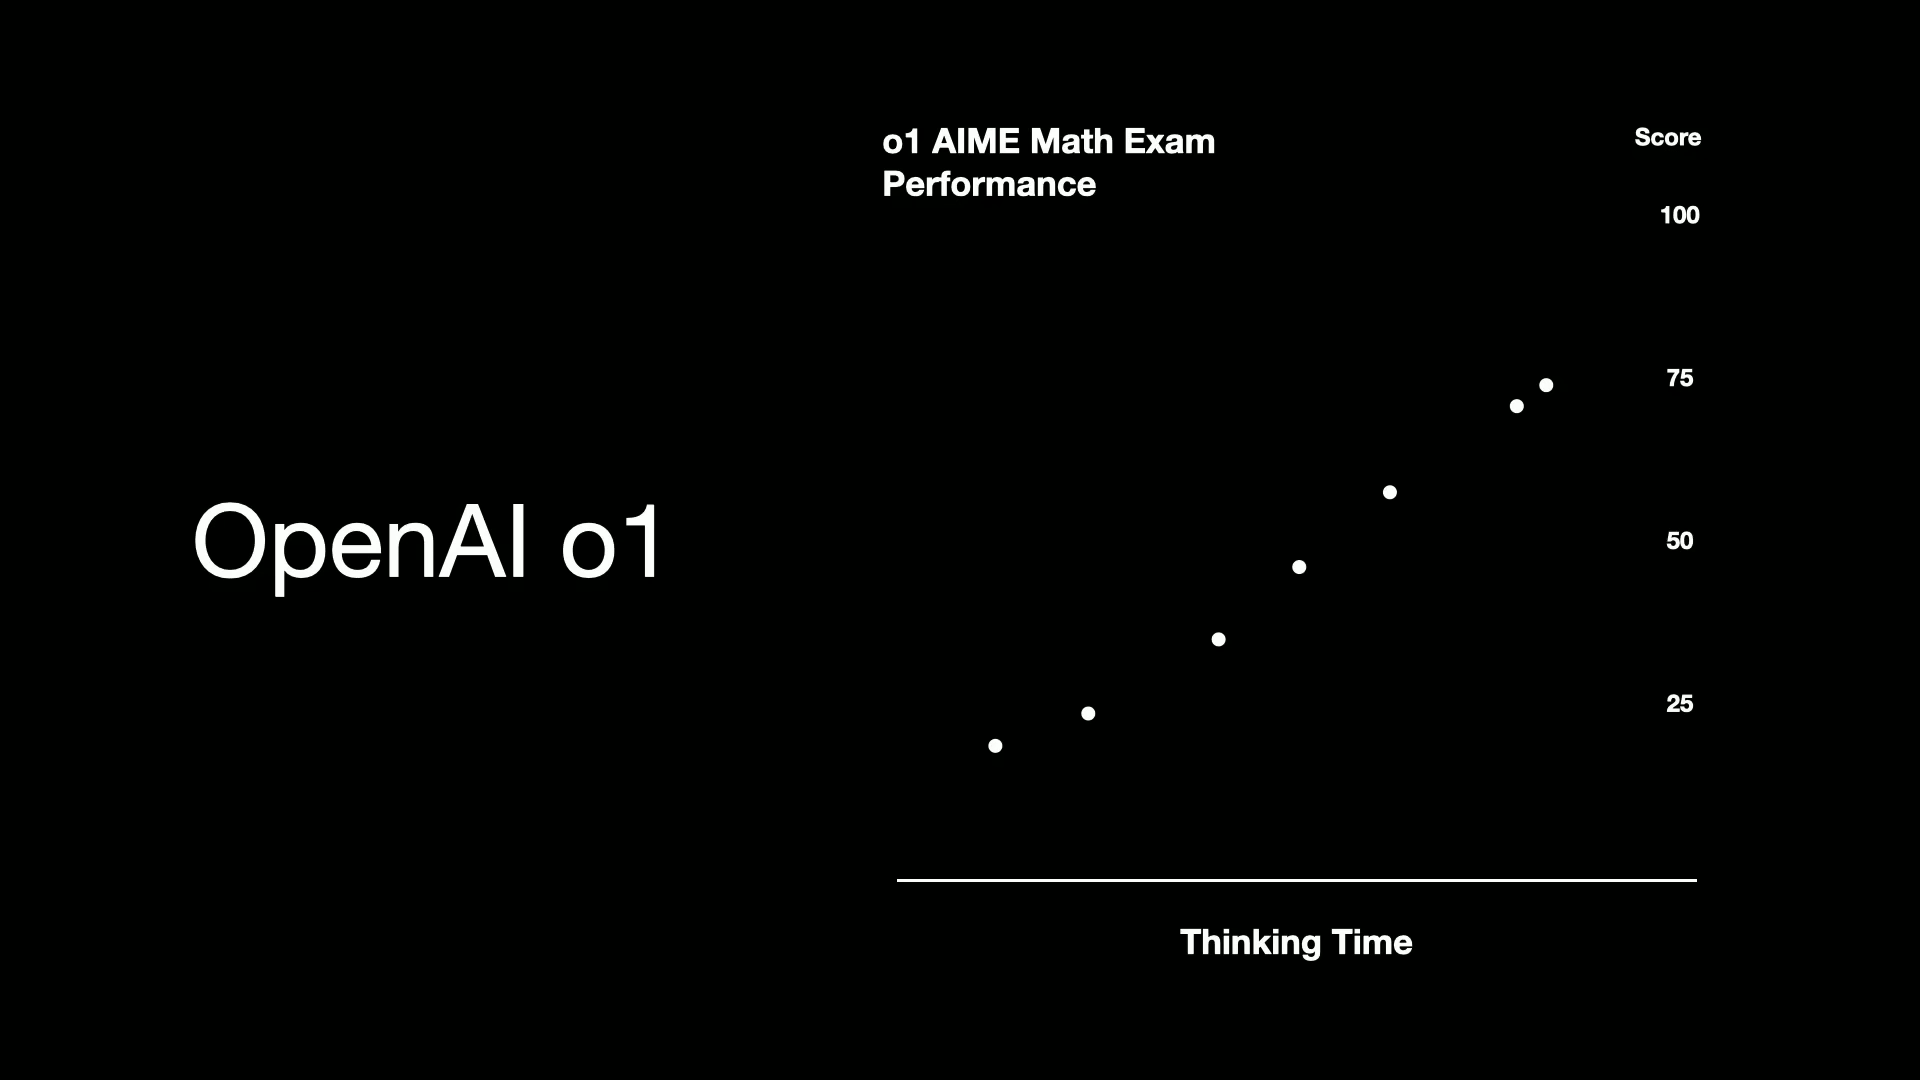 OpenAI o1
o1 AIME Math Exam
Performance
Score
100
75
50
25
Thinking Time